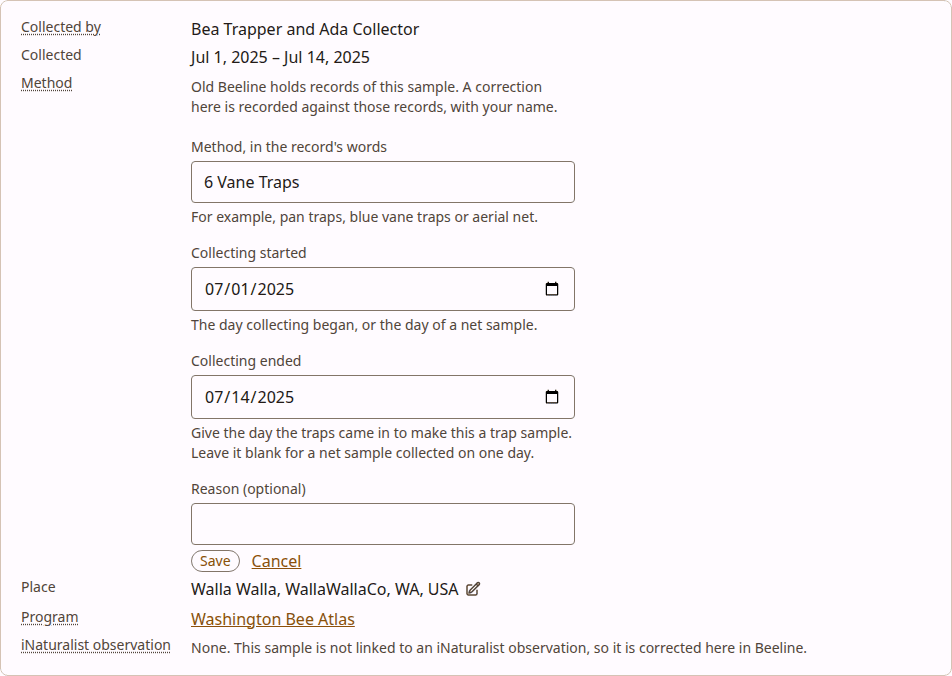 Collected by
Bea Trapper and Ada Collector
Collected
Jul 1, 2025 – Jul 14, 2025
Method
Old Beeline holds records of this sample. A correction
here is recorded against those records, with your name.
Method, in the record's words
6 Vane Traps
For example, pan traps, blue vane traps or aerial net.
Collecting started
07/01/2025
The day collecting began, or the day of a net sample.
Collecting ended
07/14/2025
Give the day the traps came in to make this a trap sample.
Leave it blank for a net sample collected on one day.
Reason (optional)
Save Cancel
Place
Walla Walla, WallaWallaCo, WA, USA
Program
Washington Bee Atlas
iNaturalist observation
None. This sample is not linked to an iNaturalist observation, so it is corrected here in Beeline.